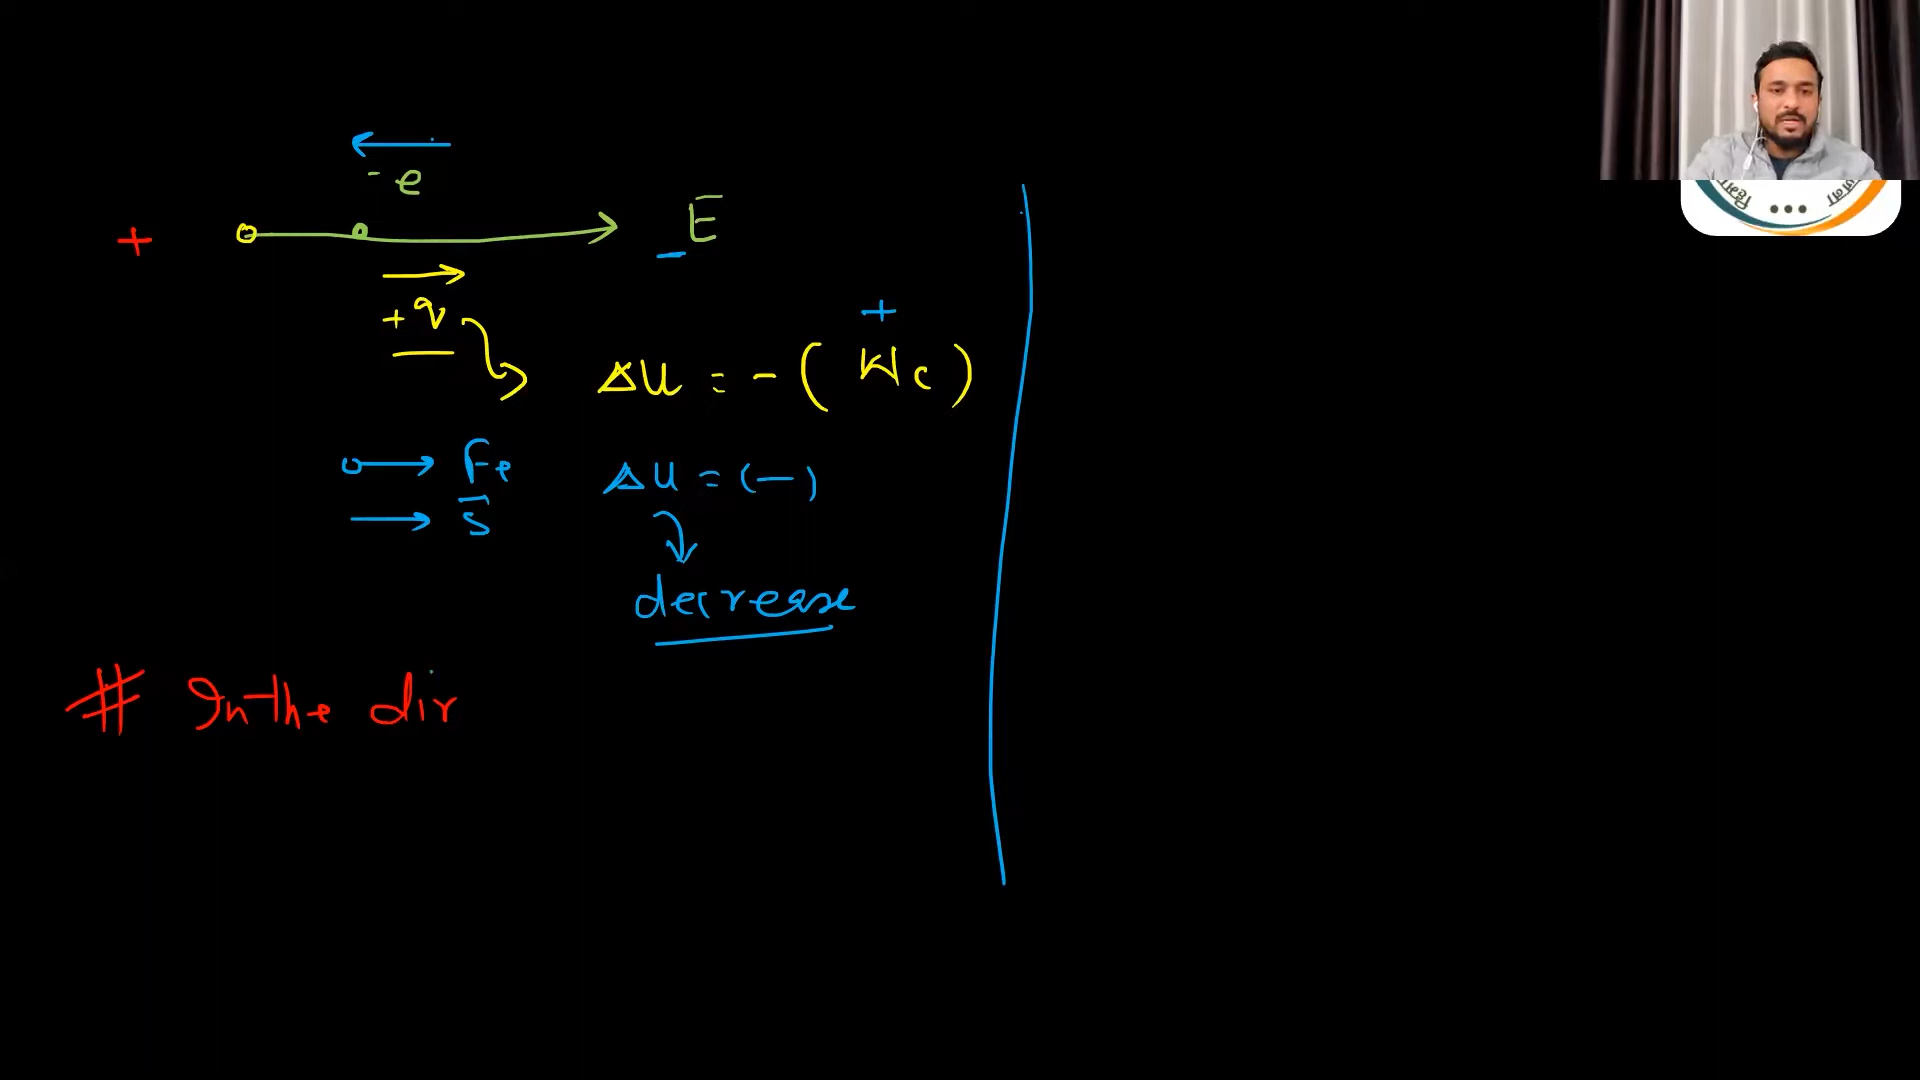 - e
+ E
+ q
+
ΔU = - ( Wc )
Fe ΔU = (-)
S
decrease
# In the dir